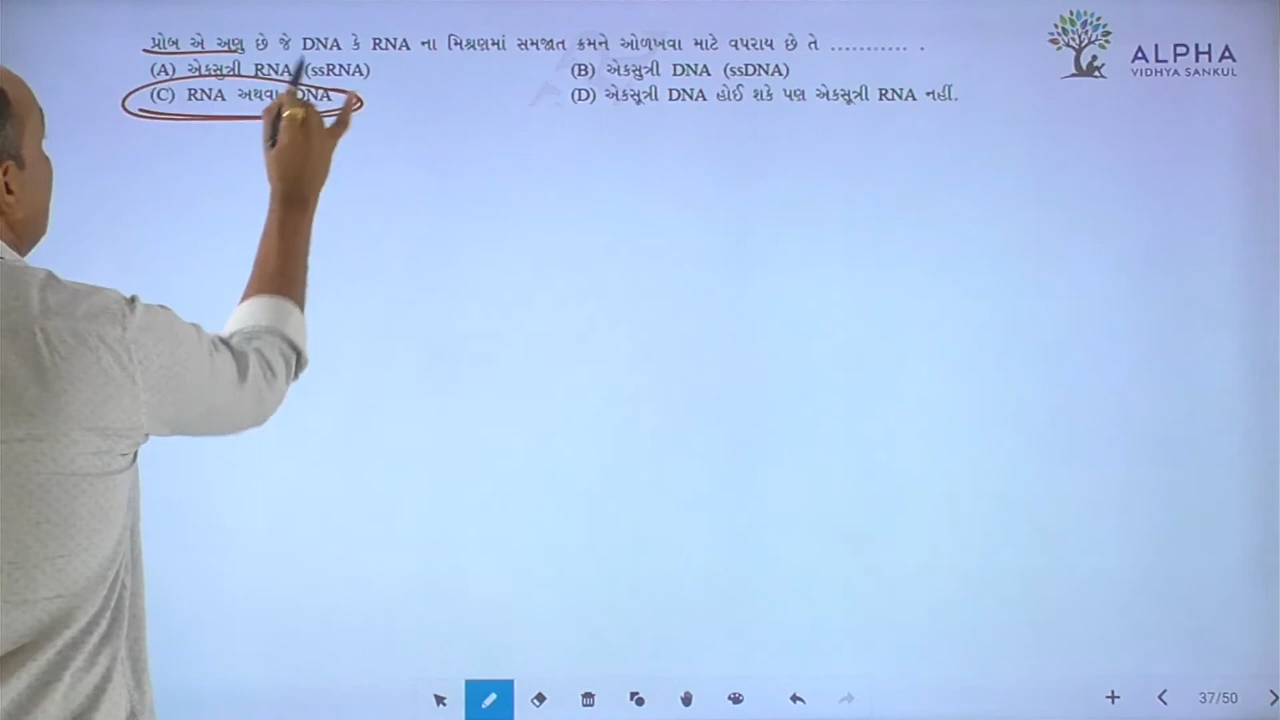 પ્રોબ એ અણુ છે જે DNA કે RNA ના મિશ્રણમાં સમજાત ક્રમને ઓળખવા માટે વપરાય છે તે ........... .
(A) એકસુત્રી RNA (ssRNA)
(B) એકસુત્રી DNA (ssDNA)
(C) RNA અથવા DNA
(D) એકસૂત્રી DNA હોઈ શકે પણ એકસૂત્રી RNA નહીં.
ALPHA
VIDHYA SANKUL
37/50